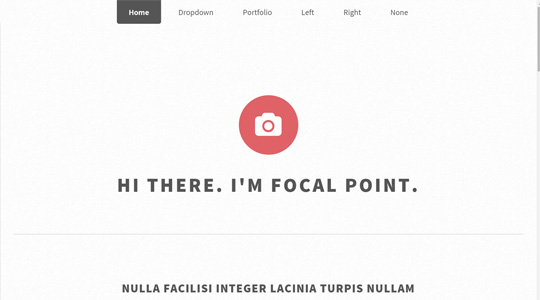 Home Dropdown Portfolio Left Right None
HI THERE. I'M FOCAL POINT.
NULLA FACILISI INTEGER LACINIA TURPIS NULLAM